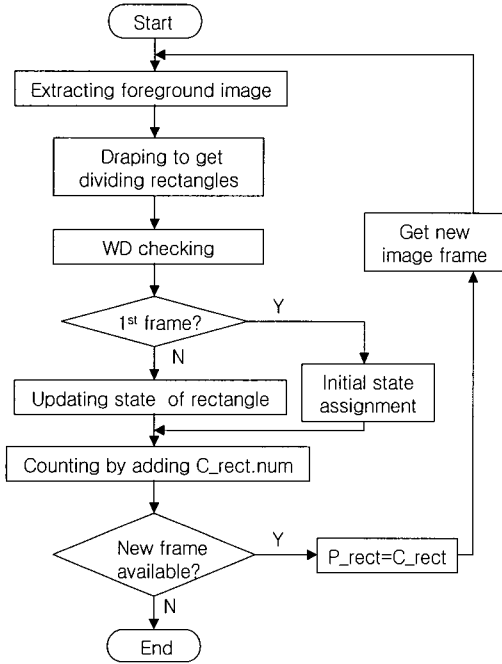 Start
Extracting foreground image
Draping to get
dividing rectangles
WD checking
Get new
image frame
1st frame?
Y
N
Initial state
assignment
Updating state of rectangle
Counting by adding C_rect.num
New frame
available?
Y
P_rect=C_rect
N
End